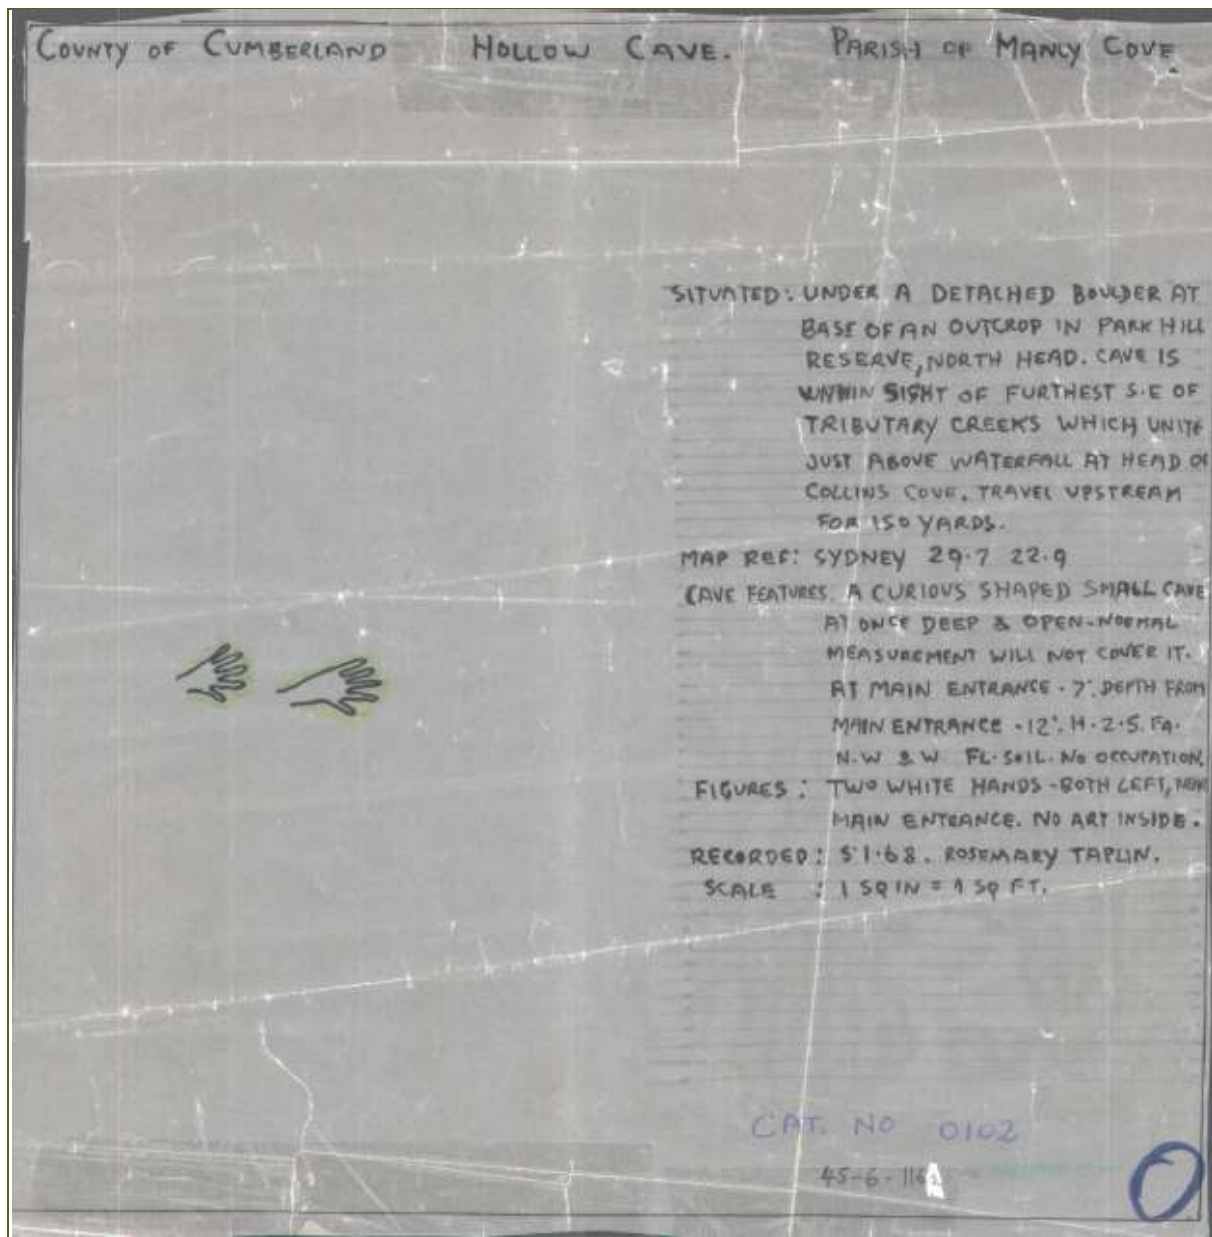 COUNTY OF CUMBERLAND HOLLOW CAVE. PARISH OF MANLY COVE
SITUATED: UNDER A DETACHED BOULDER AT
BASE OF AN OUTCROP IN PARK HILL
RESERVE, NORTH HEAD. CAVE IS
WITHIN SIGHT OF FURTHEST S.E OF
TRIBUTARY CREEKS WHICH UNITE
JUST ABOVE WATERFALL AT HEAD OF
COLLINS COVE. TRAVEL UPSTREAM
FOR 150 YARDS.
MAP REF: SYDNEY 29.7 22.9
CAVE FEATURES. A CURIOUS SHAPED SMALL CAVE
AT ONCE DEEP & OPEN-NORMAL
MEASUREMENT WILL NOT COVER IT.
AT MAIN ENTRANCE - 7'. DEPTH FROM
MAIN ENTRANCE - 12'. H. 2.5. FA.
N.W & W FL. SOIL. NO OCCUPATION.
FIGURES: TWO WHITE HANDS - BOTH LEFT,
MAIN ENTRANCE. NO ART INSIDE.
RECORDED: 5.1.68. ROSEMARY TAPLIN.
SCALE : 1 SQ IN = 1 SQ FT.
CAT. NO 0102
45-6-116